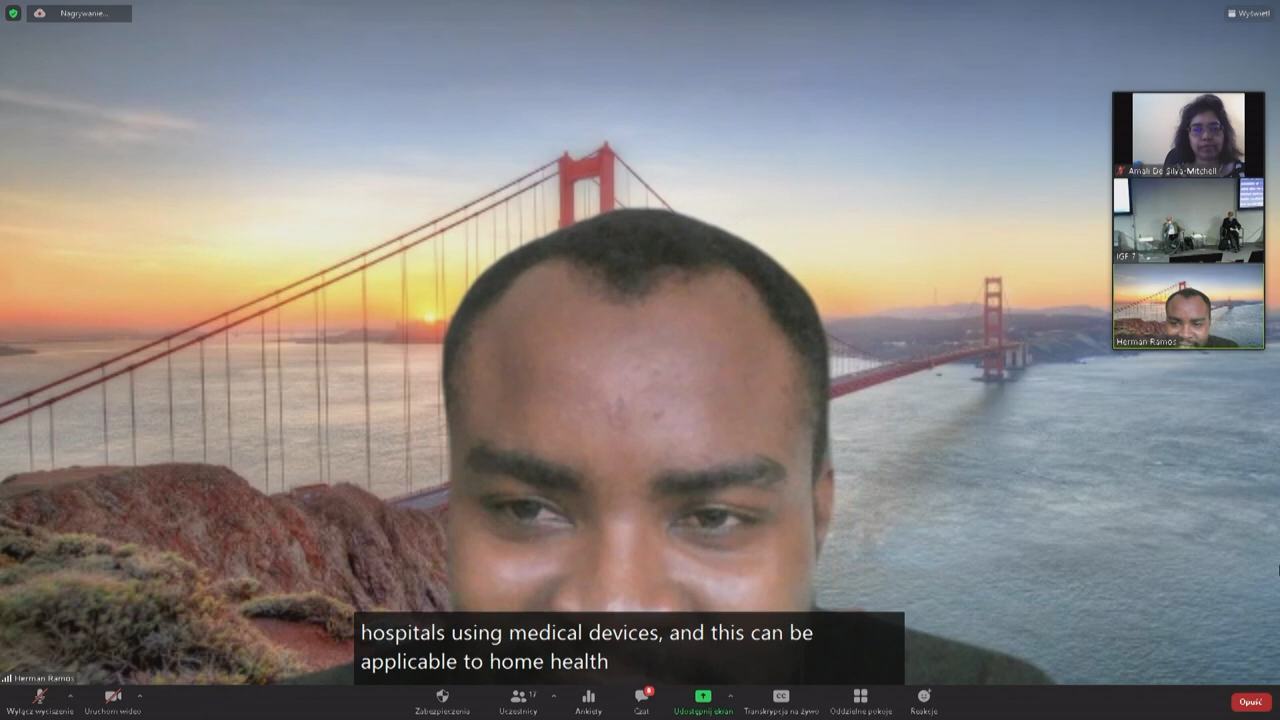 Nagrywanie...
Wyświetl
Amali De Silva-Mitchell
IGF 7
Herman Ramos
hospitals using medical devices, and this can be
applicable to home health
Herman Ramos
Wyłącz wyciszenie
Uruchom wideo
Zabezpieczenia
17
Uczestnicy
Ankiety
8
Czat
Udostępnij ekran
CC
Transkrypcja na żywo
Oddzielne pokoje
Reakcje
Opuść